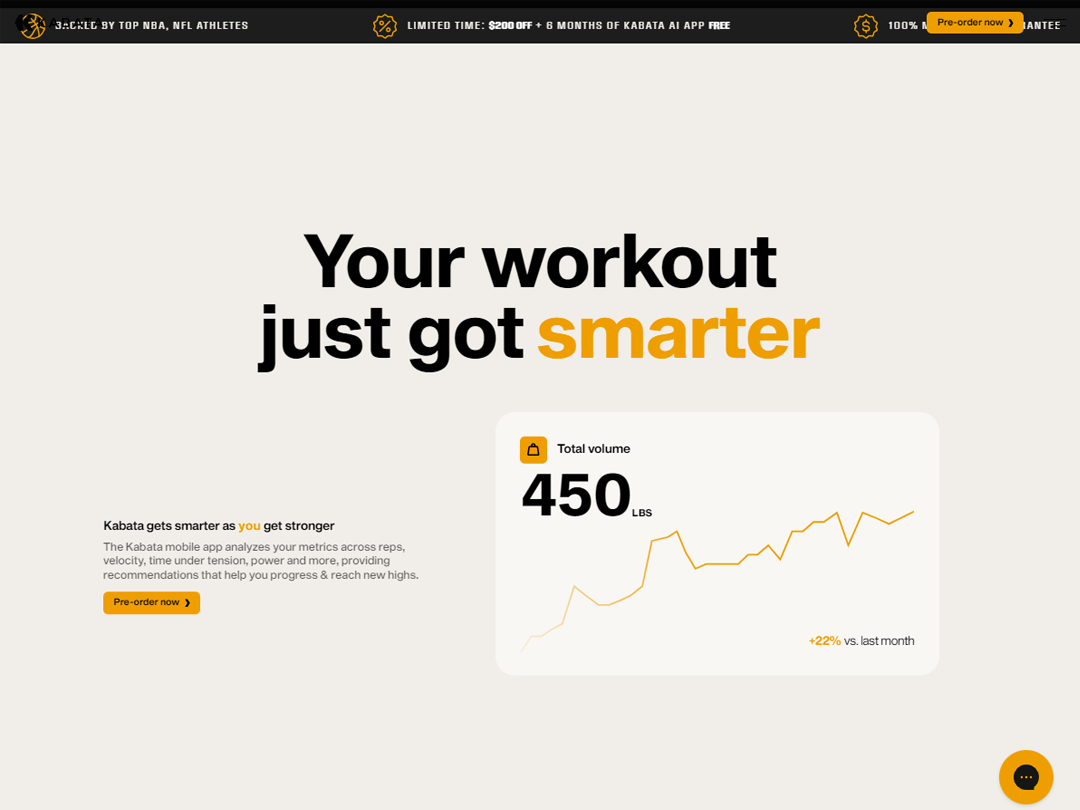 BACKED BY TOP NBA, NFL ATHLETES
LIMITED TIME: $200 OFF + 6 MONTHS OF KABATA AI APP FREE
100%
Pre-order now
Your workout
just got smarter
Total volume
450 LBS
Kabata gets smarter as you get stronger
The Kabata mobile app analyzes your metrics across reps,
velocity, time under tension, power and more, providing
recommendations that help you progress & reach new highs.
Pre-order now
+22% vs. last month